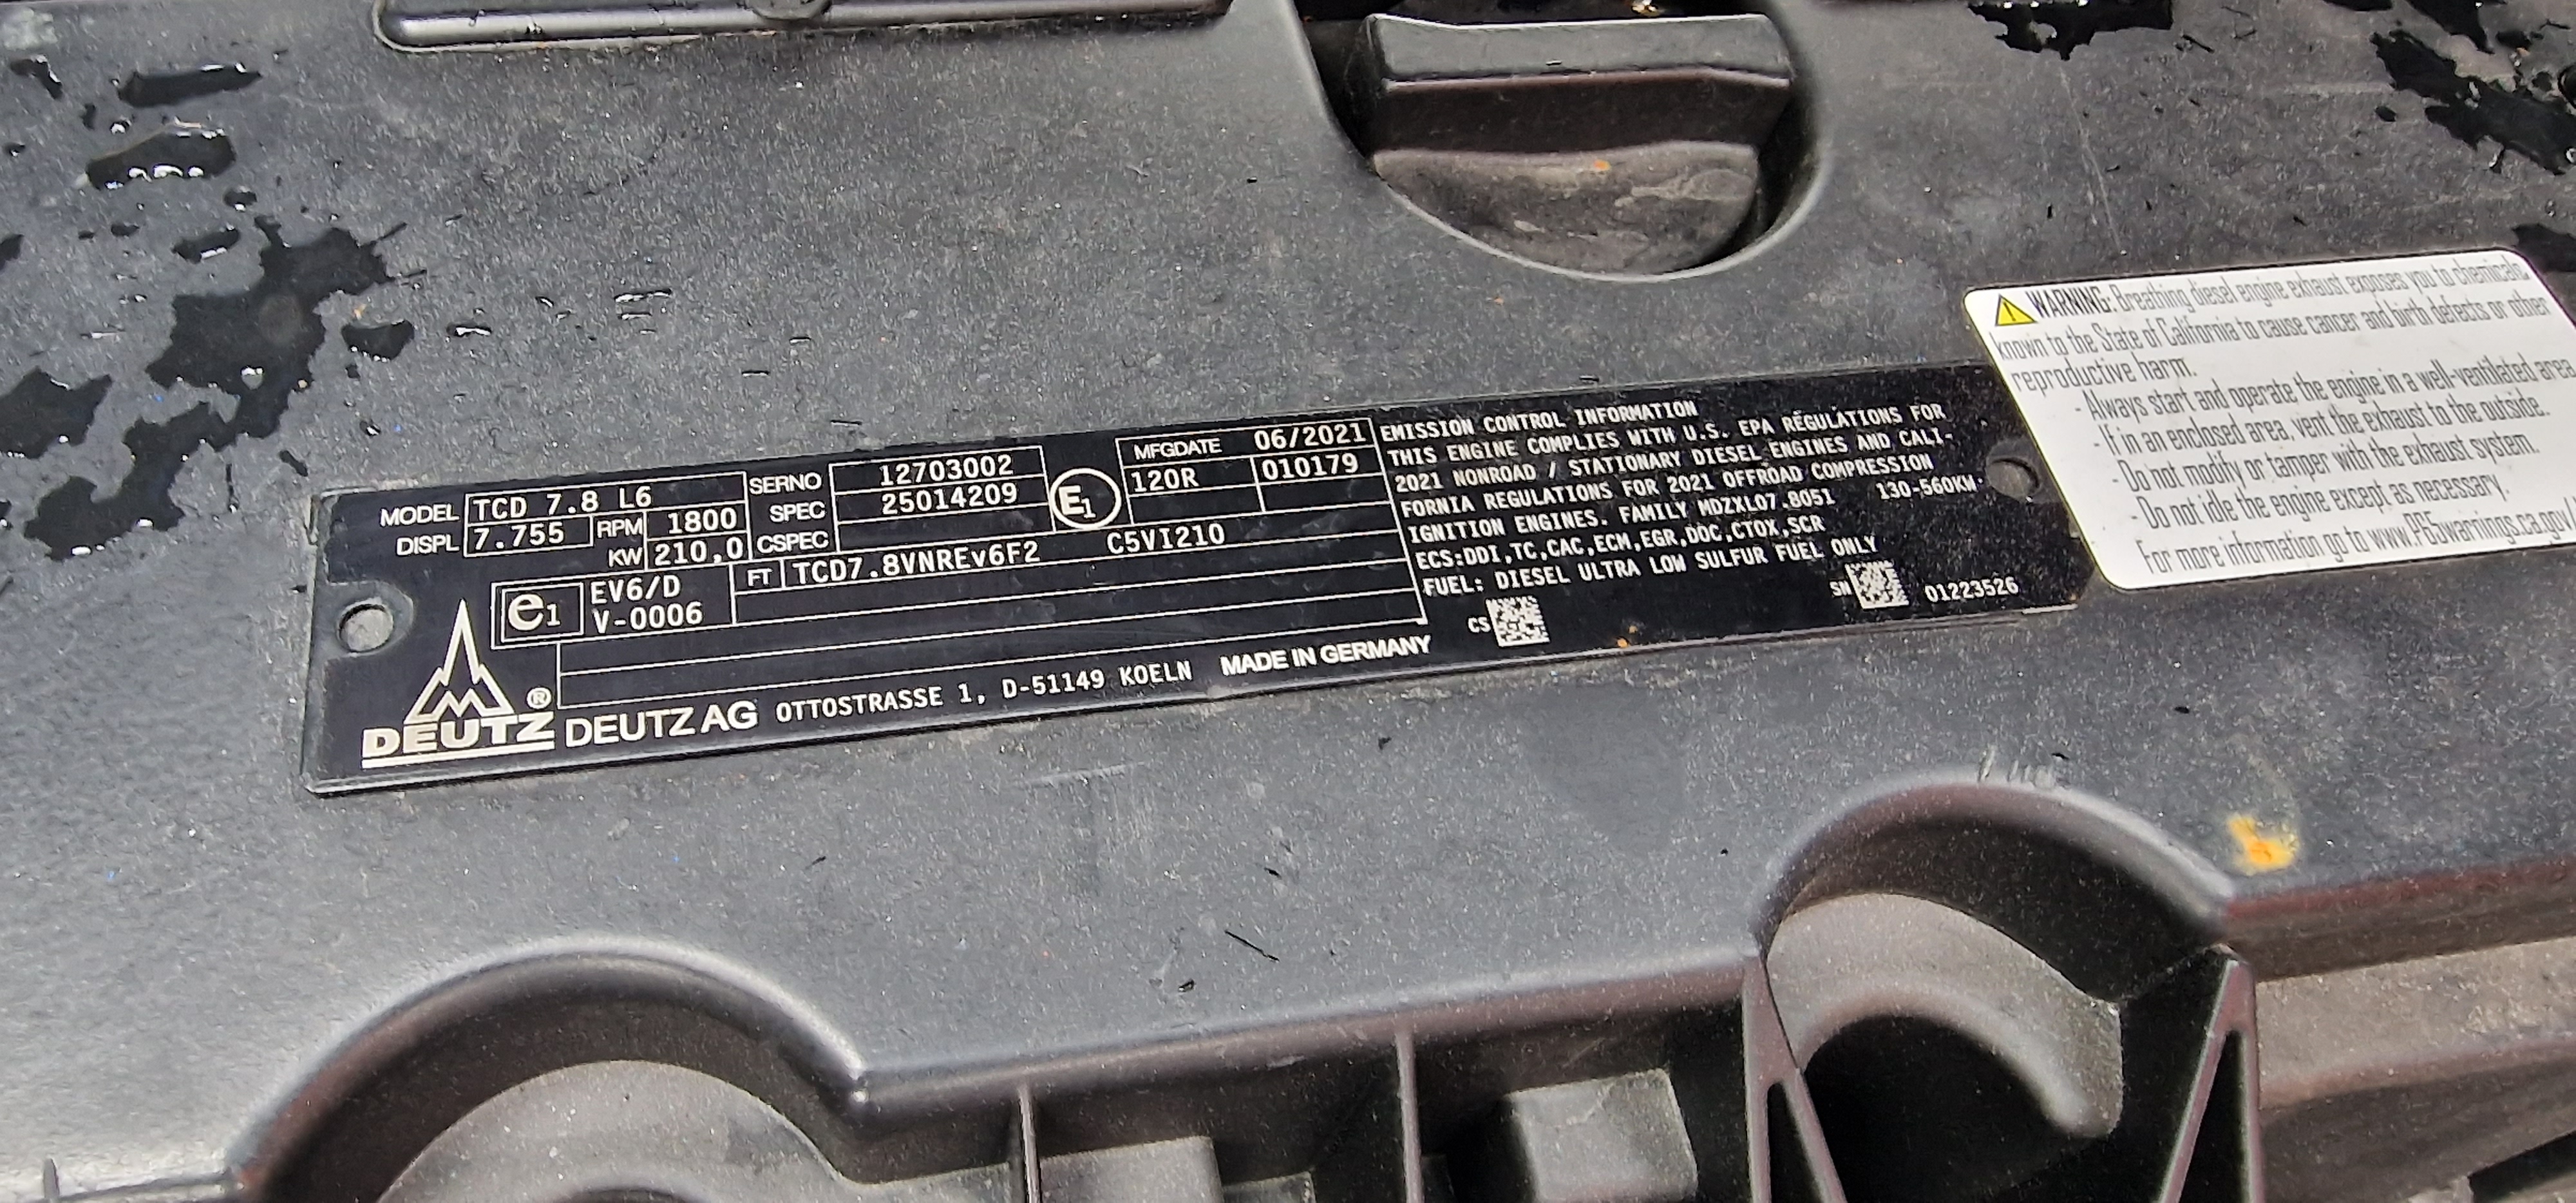 MODEL TCD 7.8 L6
DISPL 7.755 RPM 1800
KW 210,0
SERNO 12703002
SPEC 25014209
CSPEC
E1
MFGDATE 06/2021
120R 010179
e1 EV6/D
V-0006
FT TCD7.8VNREv6F2 C5VI210
DEUTZ® DEUTZ AG OTTOSTRASSE 1, D-51149 KOELN MADE IN GERMANY
EMISSION CONTROL INFORMATION
THIS ENGINE COMPLIES WITH U.S. EPA REGULATIONS FOR
2021 NONROAD / STATIONARY DIESEL ENGINES AND CALI-
FORNIA REGULATIONS FOR 2021 OFFROAD COMPRESSION
IGNITION ENGINES. FAMILY MDZXL07.8051 130-560KW.
ECS:DDI,TC,CAC,ECM,EGR,DOC,CTOX,SCR
FUEL: DIESEL ULTRA LOW SULFUR FUEL ONLY
CS SN 01223526
WARNING: Breathing diesel engine exhaust exposes you to chemicals
known to the State of California to cause cancer and birth defects or other
reproductive harm.
- Always start and operate the engine in a well-ventilated area.
- If in an enclosed area, vent the exhaust to the outside.
- Do not modify or tamper with the exhaust system.
- Do not idle the engine except as necessary.
For more information go to www.P65warnings.ca.gov